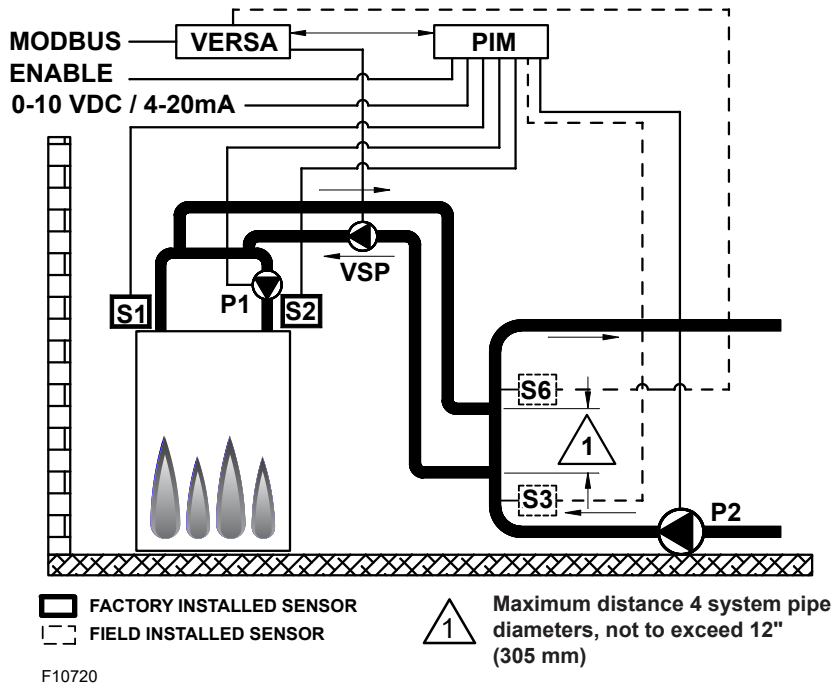 MODBUS
VERSA
PIM
ENABLE
0-10 VDC / 4-20mA
VSP
S1
P1
S2
S6
1
S3
P2
FACTORY INSTALLED SENSOR
FIELD INSTALLED SENSOR
1
Maximum distance 4 system pipe
diameters, not to exceed 12"
(305 mm)
F10720